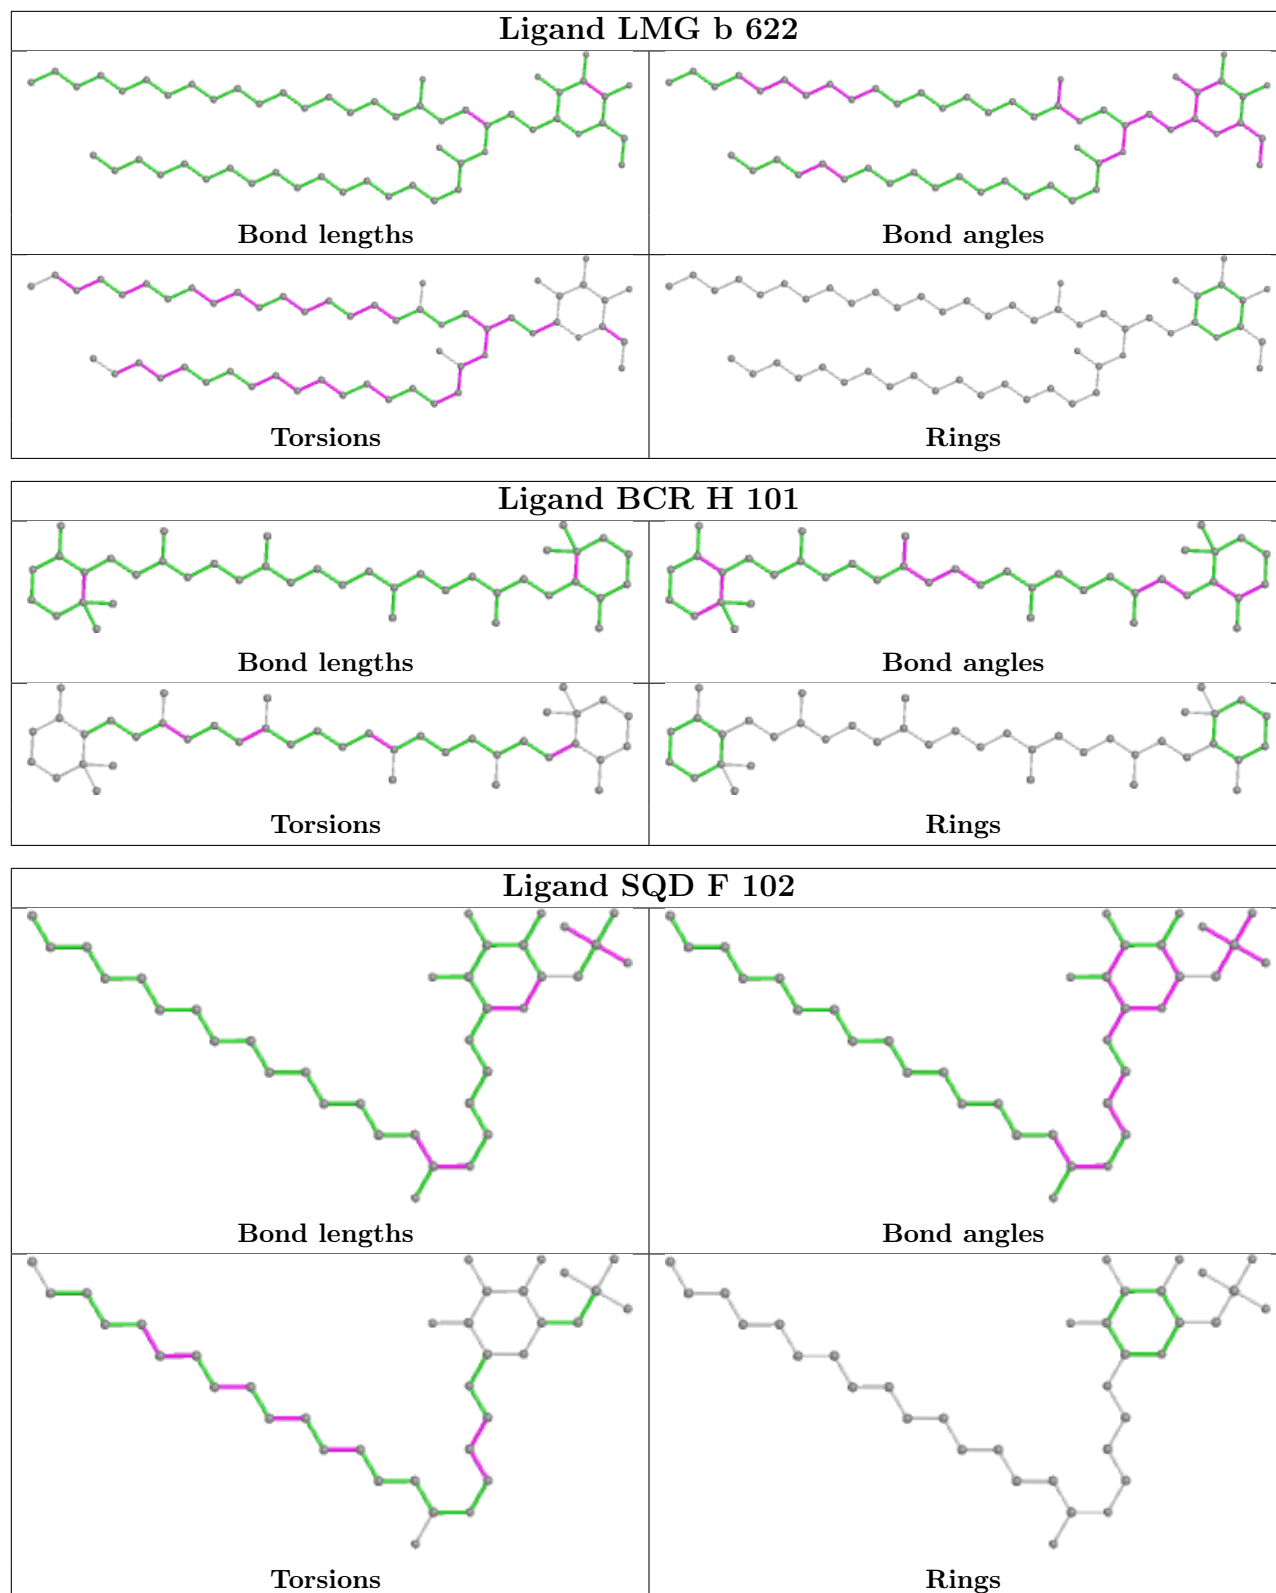 Ligand LMG b 622
Bond lengths
Bond angles
Torsions
Rings
Ligand BCR H 101
Bond lengths
Bond angles
Torsions
Rings
Ligand SQD F 102
Bond lengths
Bond angles
Torsions
Rings